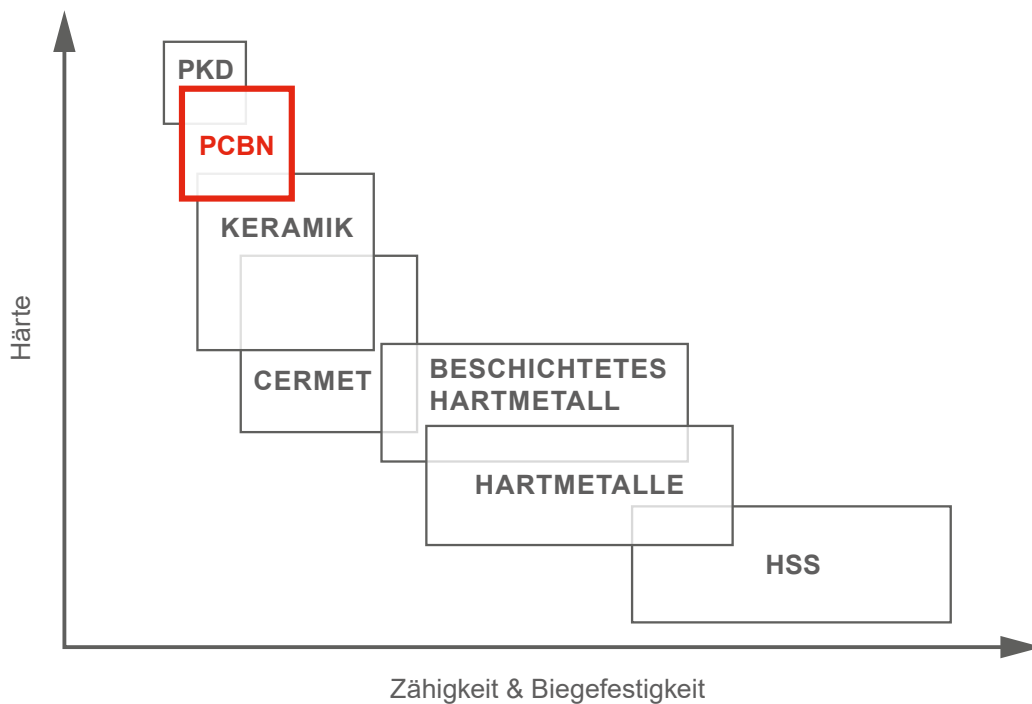 PKD
PCBN
KERAMIK
CERMET
BESCHICHTETES
HARTMETALL
HARTMETALLE
HSS
Härte
Zähigkeit & Biegefestigkeit